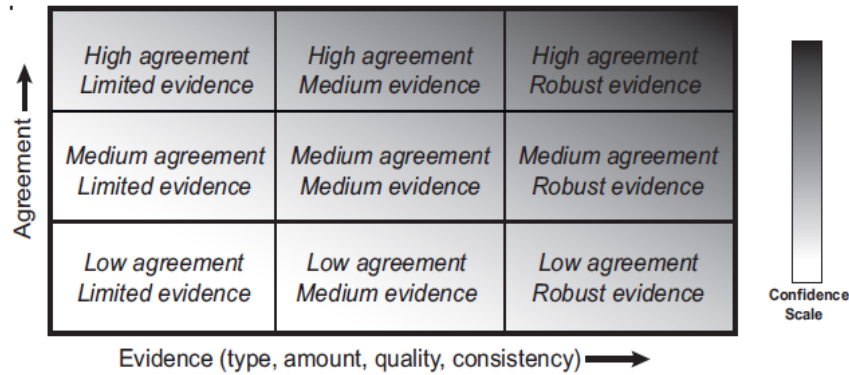 High agreement
Limited evidence
High agreement
Medium evidence
High agreement
Robust evidence
Agreement
Medium agreement
Limited evidence
Medium agreement
Medium evidence
Medium agreement
Robust evidence
Low agreement
Limited evidence
Low agreement
Medium evidence
Low agreement
Robust evidence
Evidence (type, amount, quality, consistency)
Confidence
Scale